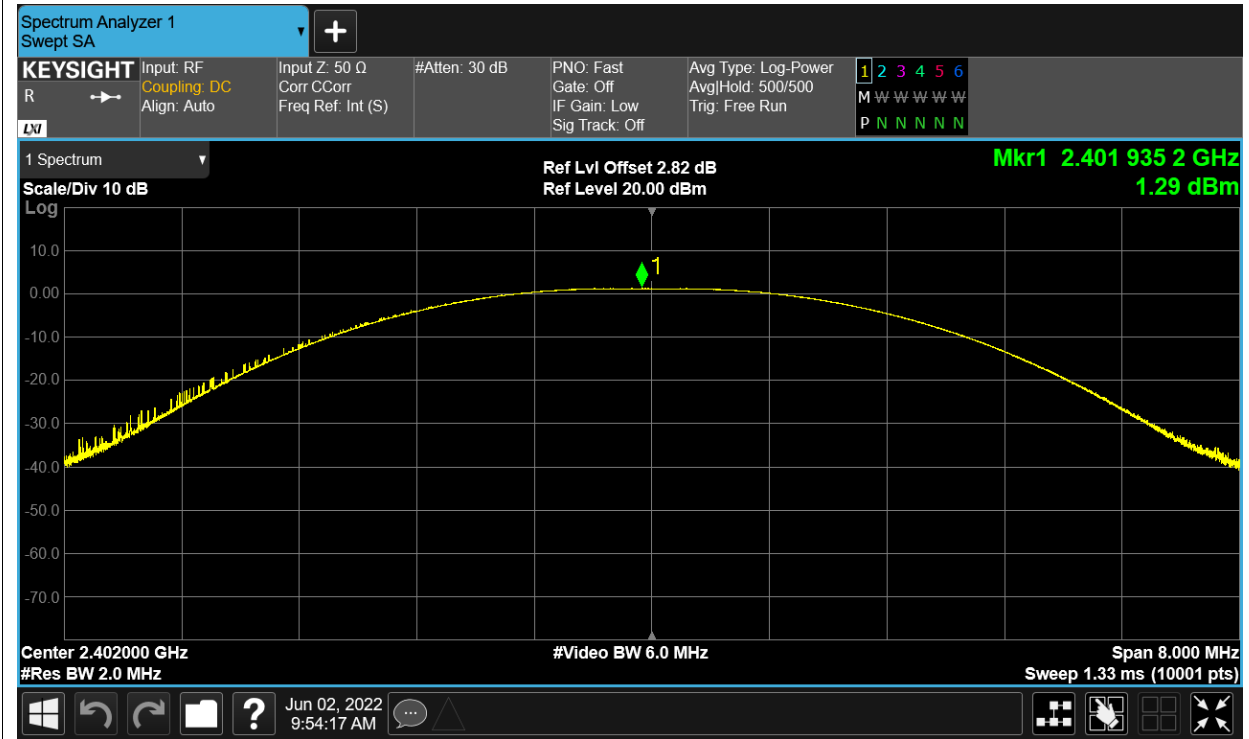 Spectrum Analyzer 1
Swept SA
KEYSIGHT
R
LXI
Input: RF
Coupling: DC
Align: Auto
Input Z: 50 Ω
Corr CCorr
Freq Ref: Int (S)
#Atten: 30 dB
PNO: Fast
Gate: Off
IF Gain: Low
Sig Track: Off
Avg Type: Log-Power
Avg|Hold: 500/500
Trig: Free Run
1 2 3 4 5 6
M W W W W W
P N N N N N
1 Spectrum
Scale/Div 10 dB
Log
Ref Lvl Offset 2.82 dB
Ref Level 20.00 dBm
Mkr1 2.401 935 2 GHz
1.29 dBm
1
10.0
0.00
-10.0
-20.0
-30.0
-40.0
-50.0
-60.0
-70.0
Center 2.402000 GHz
#Res BW 2.0 MHz
#Video BW 6.0 MHz
Span 8.000 MHz
Sweep 1.33 ms (10001 pts)
?
Jun 02, 2022
9:54:17 AM